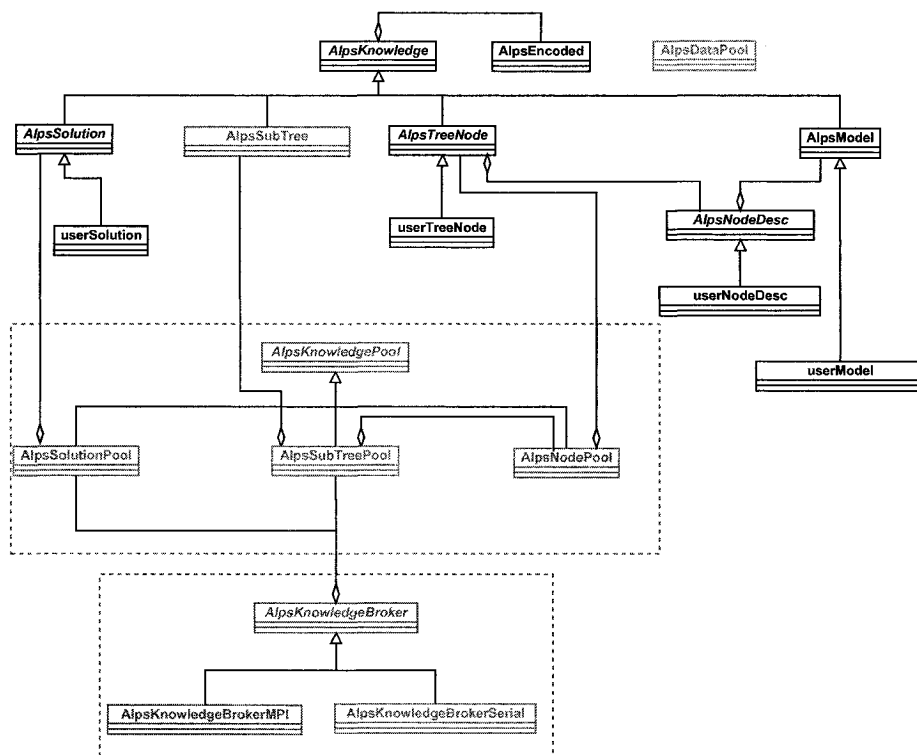 AlpsKnowledge
AlpsEncoded
AlpsDataPool
AlpsSolution
AlpsSubTree
AlpsTreeNode
AlpsModel
userSolution
userTreeNode
AlpsNodeDesc
userNodeDesc
AlpsKnowledgePool
userModel
AlpsSolutionPool
AlpsSubTreePool
AlpsNodePool
AlpsKnowledgeBroker
AlpsKnowledgeBrokerMPI
AlpsKnowledgeBrokerSerial